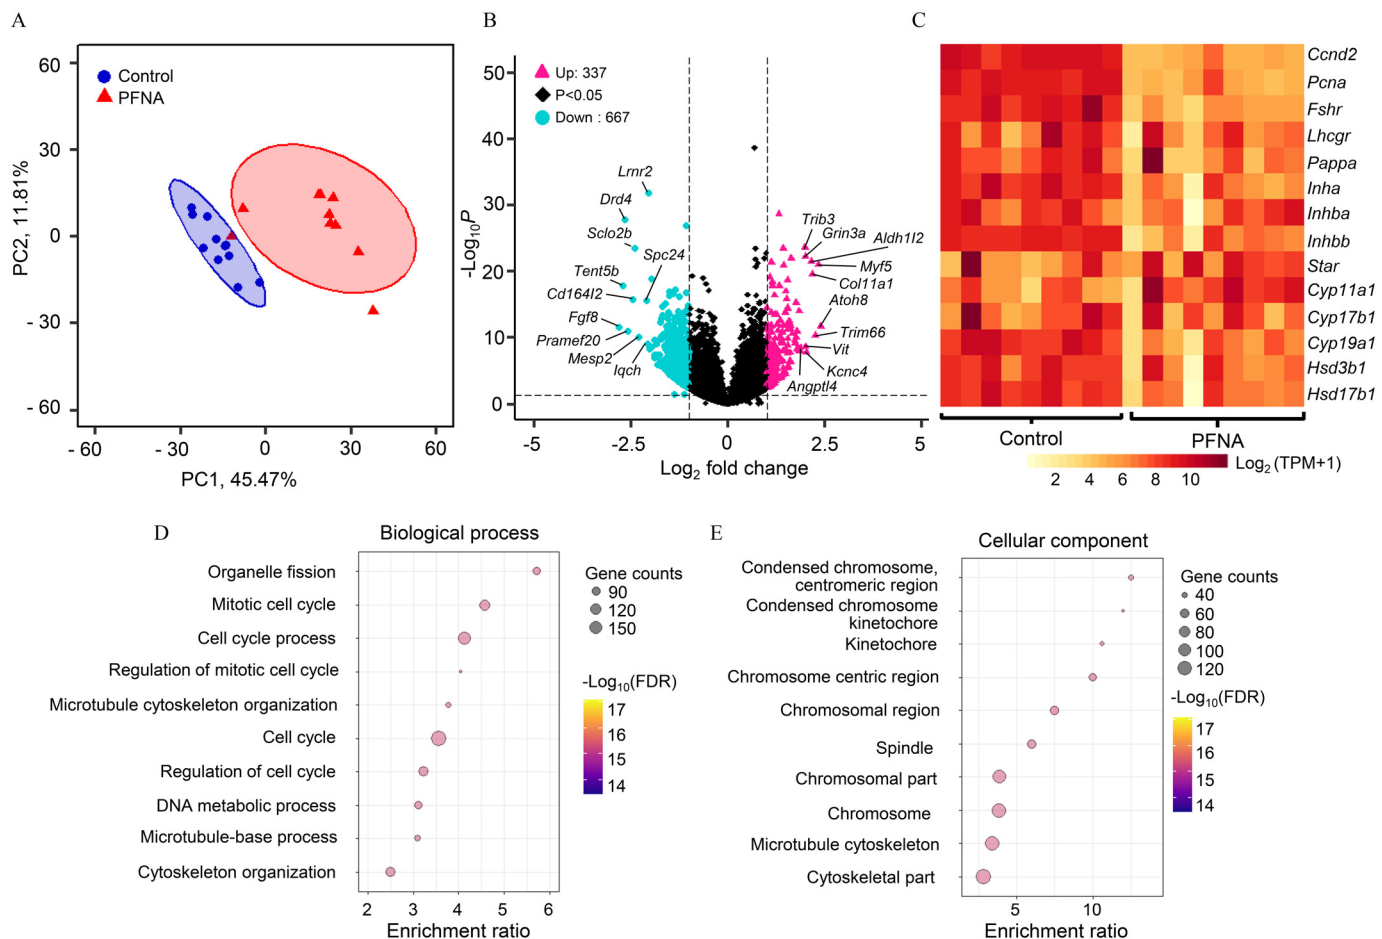 A
60
30
0
- 30
- 60
PC2, 11.81%
Control
PFNA
- 60
- 30
0
30
60
PC1, 45.47%
B
50
40
30
20
10
0
-Log10P
Up: 337
P<0.05
Down : 667
Lrnr2
Drd4
Sclo2b
Spc24
Tent5b
Cd164l2
Fgf8
Pramef20
Mesp2
Iqch
Trib3
Grin3a
Aldh1l2
Myf5
Col11a1
Atoh8
Trim66
Vit
Kcnc4
Angptl4
-5
-2.5
0
2.5
5
Log2 fold change
C
Ccnd2
Pcna
Fshr
Lhcgr
Pappa
Inha
Inhba
Inhbb
Star
Cyp11a1
Cyp17b1
Cyp19a1
Hsd3b1
Hsd17b1
Control
PFNA
2 4 6 8 10
Log2 (TPM+1)
D
Biological process
Organelle fission
Mitotic cell cycle
Cell cycle process
Regulation of mitotic cell cycle
Microtubule cytoskeleton organization
Cell cycle
Regulation of cell cycle
DNA metabolic process
Microtubule-base process
Cytoskeleton organization
2 3 4 5 6
Enrichment ratio
Gene counts
90
120
150
-Log10(FDR)
17
16
15
14
E
Cellular component
Condensed chromosome,
centromeric region
Condensed chromosome
kinetochore
Kinetochore
Chromosome centric region
Chromosomal region
Spindle
Chromosomal part
Chromosome
Microtubule cytoskeleton
Cytoskeletal part
5 10
Enrichment ratio
Gene counts
40
60
80
100
120
-Log10(FDR)
17
16
15
14